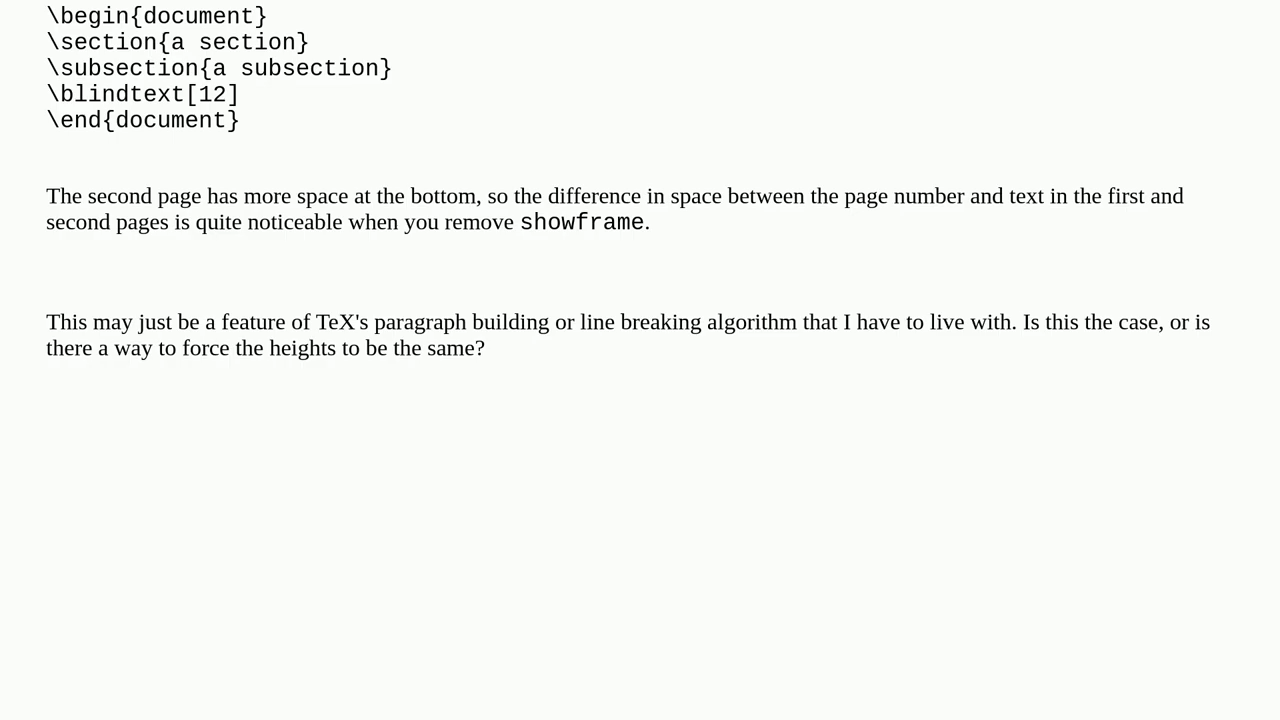 \begin{document}
\section{a section}
\subsection{a subsection}
\blindtext[12]
\end{document}
The second page has more space at the bottom, so the difference in space between the page number and text in the first and
second pages is quite noticeable when you remove showframe.
This may just be a feature of TeX's paragraph building or line breaking algorithm that I have to live with. Is this the case, or is
there a way to force the heights to be the same?